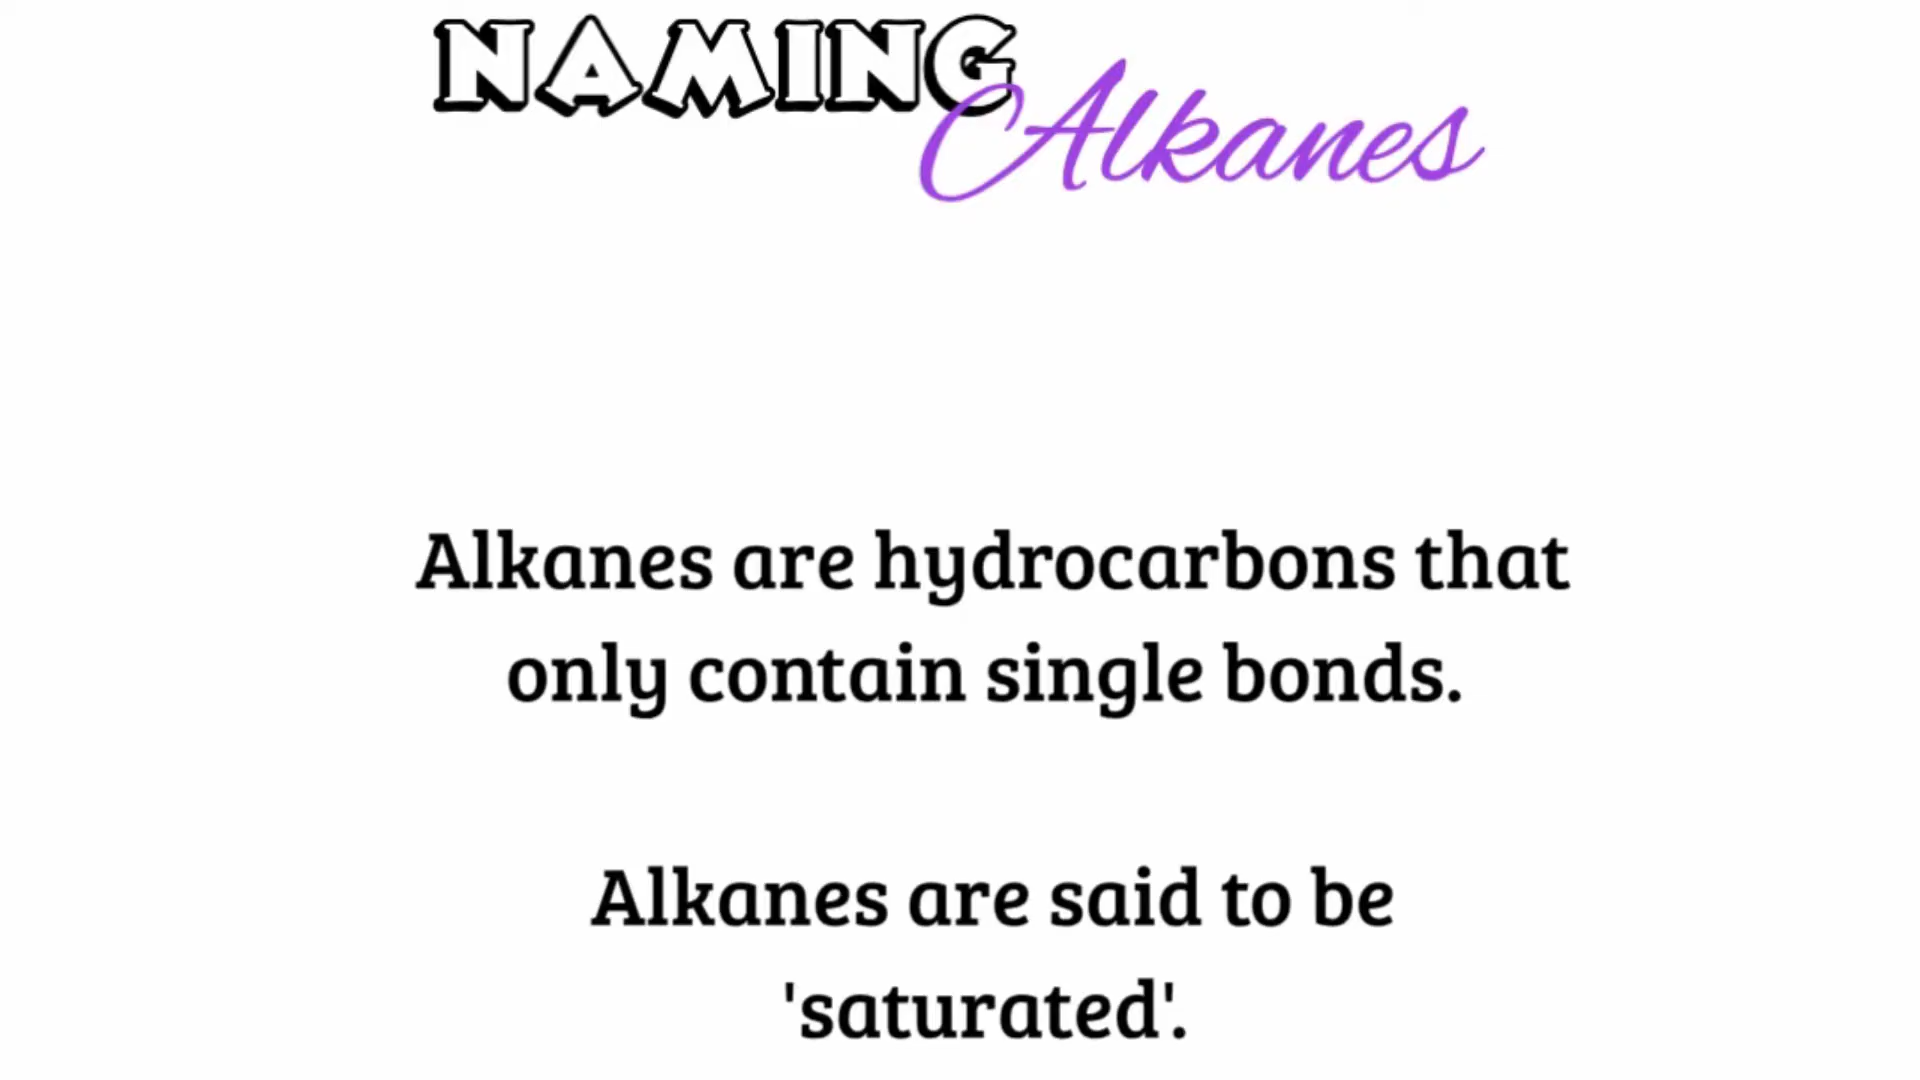 NAMING
Alkanes
Alkanes are hydrocarbons that
only contain single bonds.
Alkanes are said to be
'saturated'.